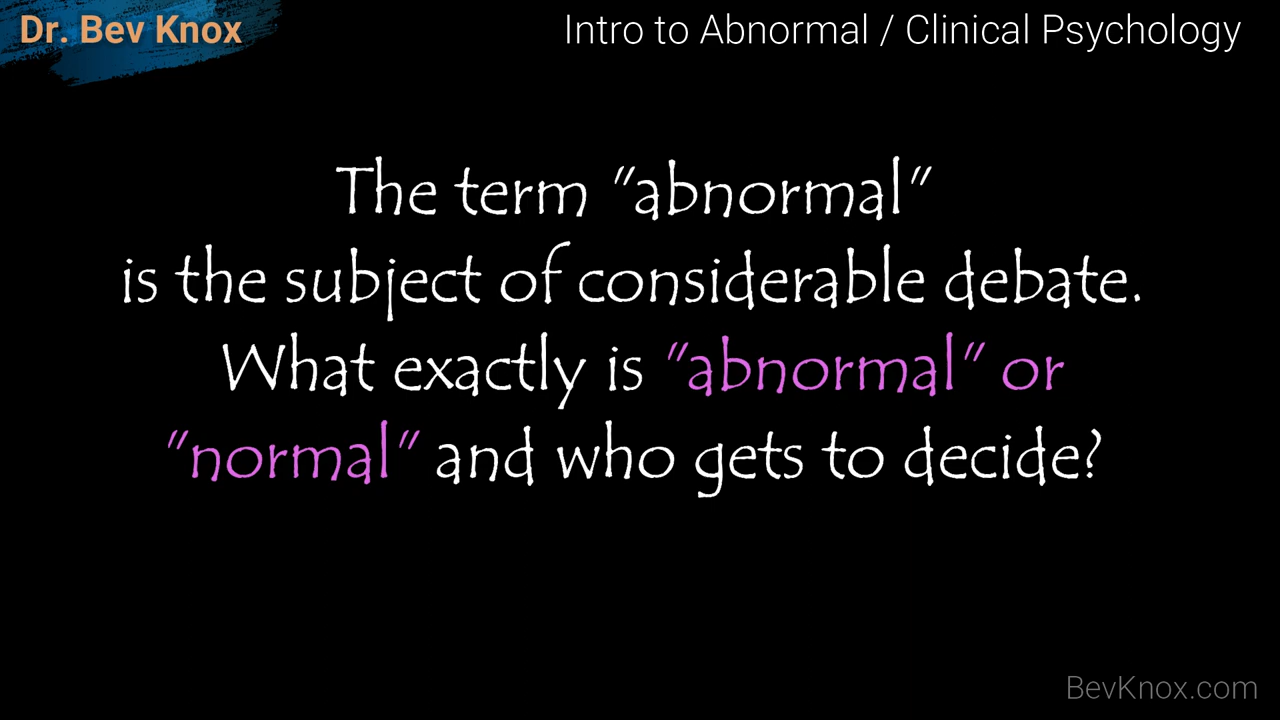 Dr. Bev Knox
Intro to Abnormal / Clinical Psychology
The term "abnormal"
is the subject of considerable debate.
What exactly is "abnormal" or
"normal" and who gets to decide?
BevKnox.com